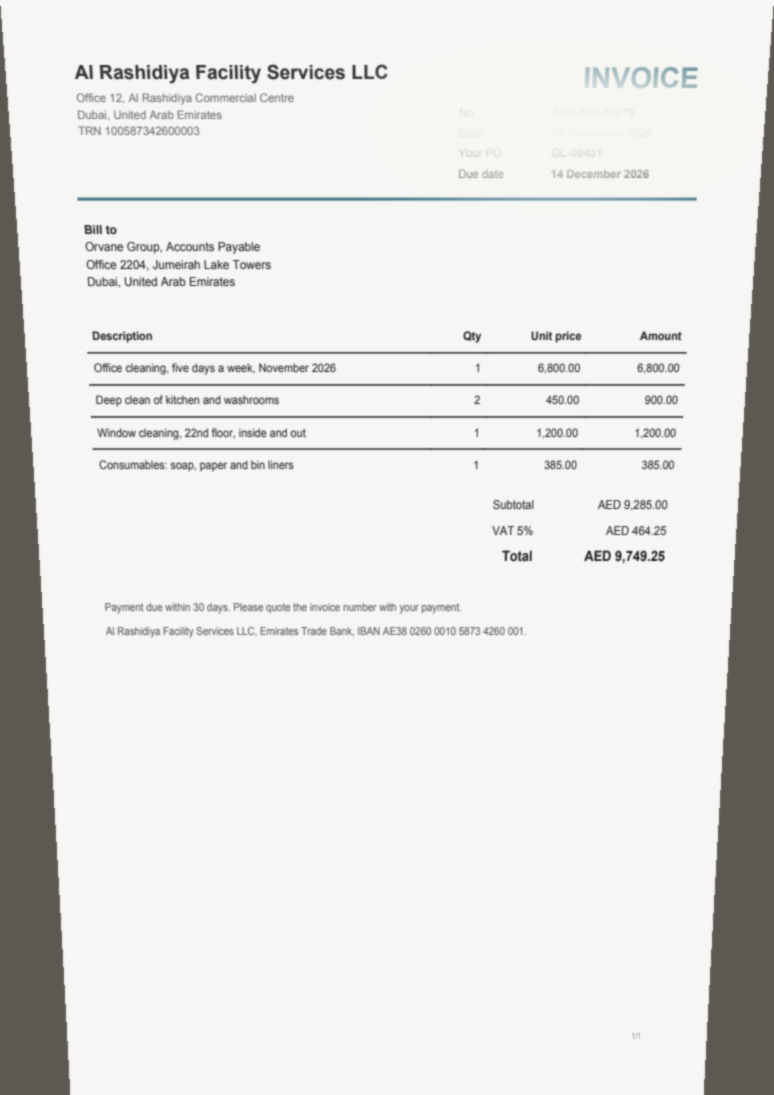 Al Rashidiya Facility Services LLC
INVOICE
Office 12, Al Rashidiya Commercial Centre
Dubai, United Arab Emirates
TRN 100587342600003
No
Date 2026
Your PO GL-00421
Due date 14 December 2026
Bill to
Orvane Group, Accounts Payable
Office 2204, Jumeirah Lake Towers
Dubai, United Arab Emirates
Description Qty Unit price Amount
Office cleaning, five days a week, November 2026 1 6,800.00 6,800.00
Deep clean of kitchen and washrooms 2 450.00 900.00
Window cleaning, 22nd floor, inside and out 1 1,200.00 1,200.00
Consumables: soap, paper and bin liners 1 385.00 385.00
Subtotal AED 9,285.00
VAT 5% AED 464.25
Total AED 9,749.25
Payment due within 30 days. Please quote the invoice number with your payment.
Al Rashidiya Facility Services LLC, Emirates Trade Bank, IBAN AE38 0260 0010 5873 4260 001.
1/1